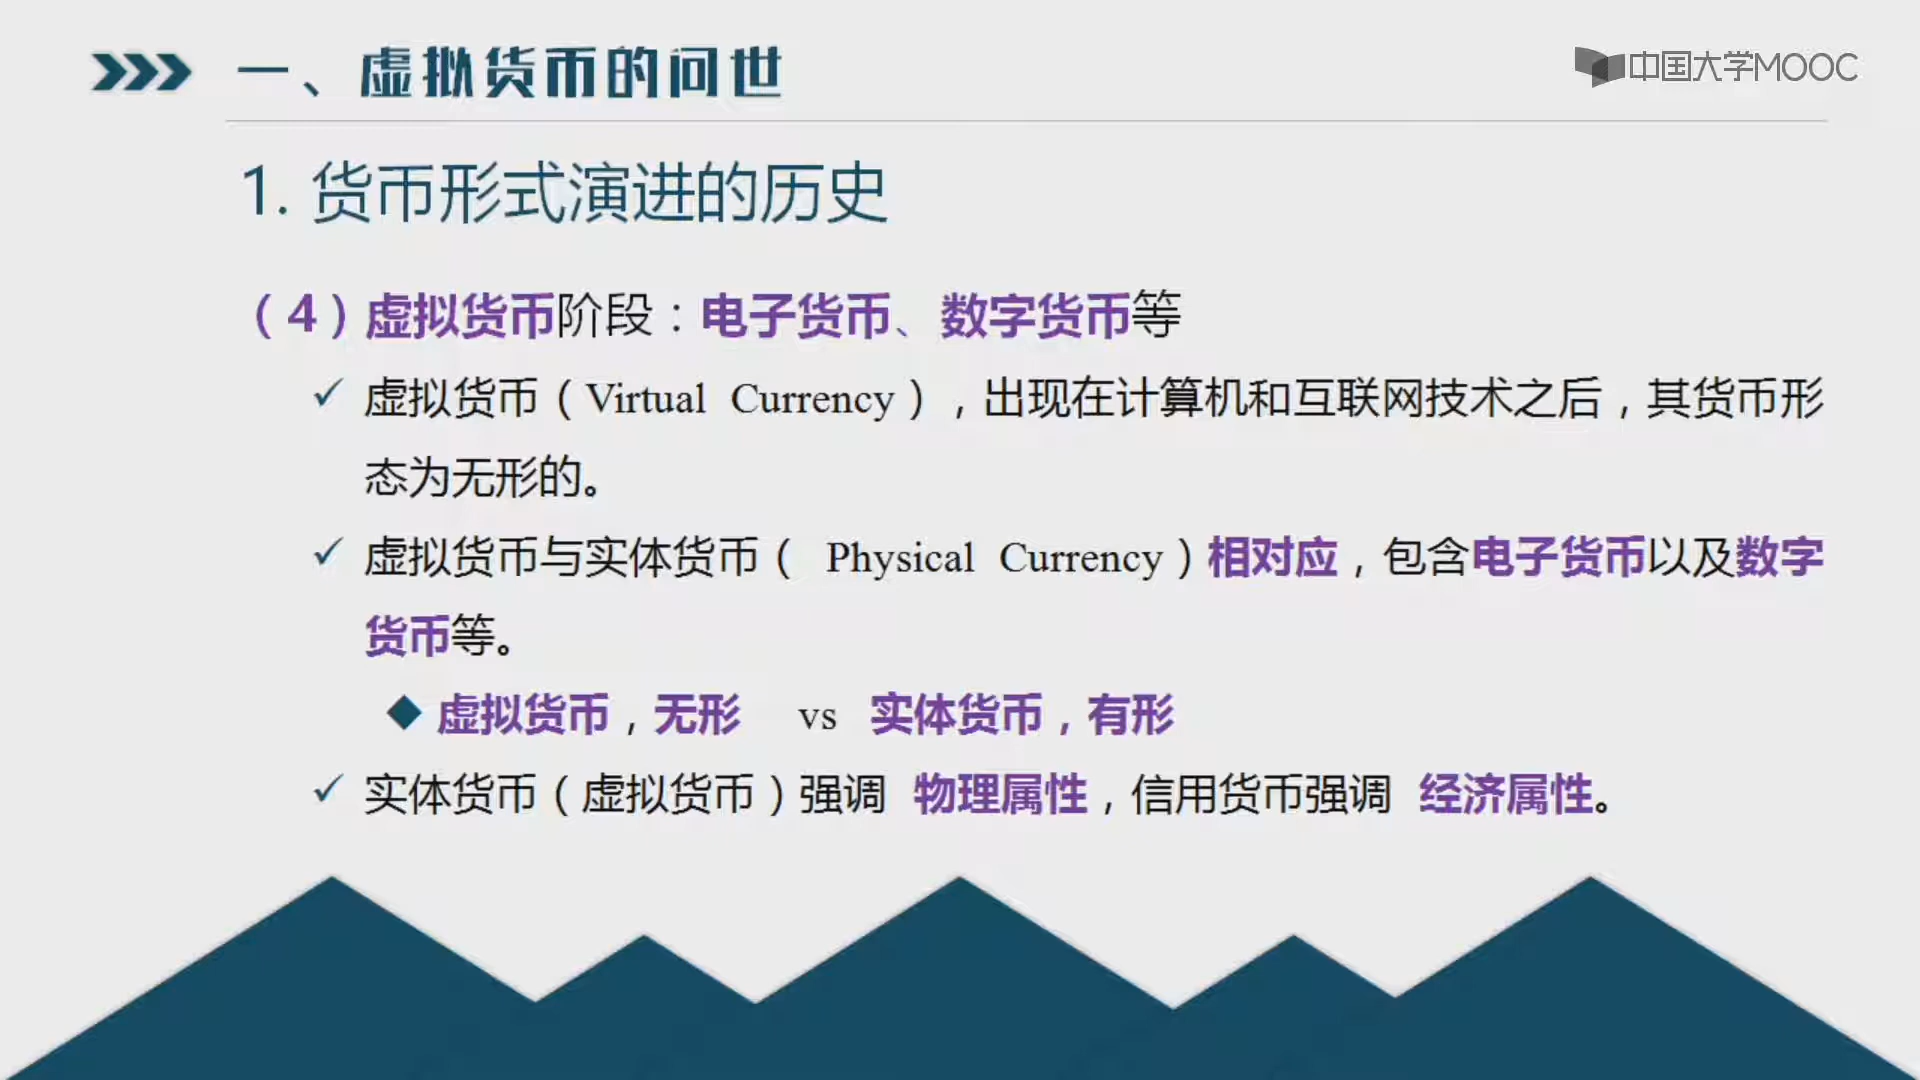 一、虚拟货币的问世
中国大学MOOC
1. 货币形式演进的历史
（4）虚拟货币阶段：电子货币、数字货币等
✓ 虚拟货币（Virtual Currency），出现在计算机和互联网技术之后，其货币形
态为无形的。
✓ 虚拟货币与实体货币（ Physical Currency）相对应，包含电子货币以及数字
货币等。
◆ 虚拟货币，无形 vs 实体货币，有形
✓ 实体货币（虚拟货币）强调 物理属性，信用货币强调 经济属性。